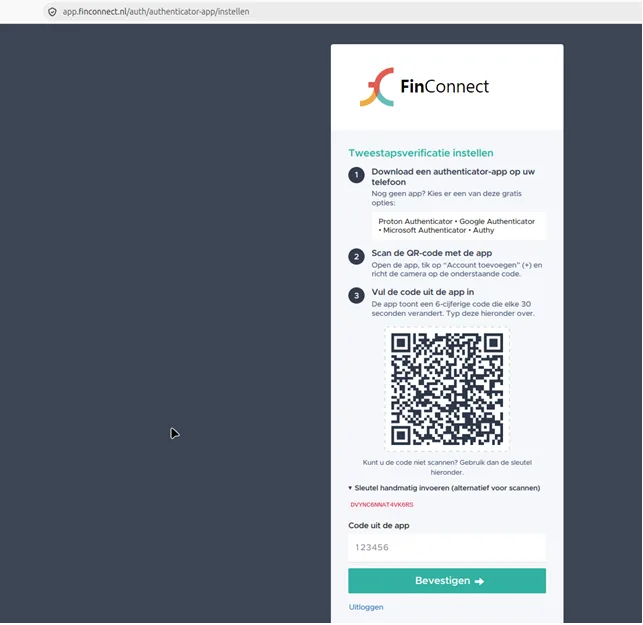 app.finconnect.nl/auth/authenticator-app/instellen
FinConnect
Tweestapsverificatie instellen
1 Download een authenticator-app op uw
telefoon
Nog geen app? Kies er een van deze gratis
opties:
Proton Authenticator • Google Authenticator
• Microsoft Authenticator • Authy
2 Scan de QR-code met de app
Open de app, tik op "Account toevoegen" (+) en
richt de camera op de onderstaande code.
3 Vul de code uit de app in
De app toont een 6-cijferige code die elke 30
seconden verandert. Typ deze hieronder over.
Kunt u de code niet scannen? Gebruik dan de sleutel
hieronder.
▾ Sleutel handmatig invoeren (alternatief voor scannen)
DVYNC6NNAT4VK6RS
Code uit de app
123456
Bevestigen →
Uitloggen